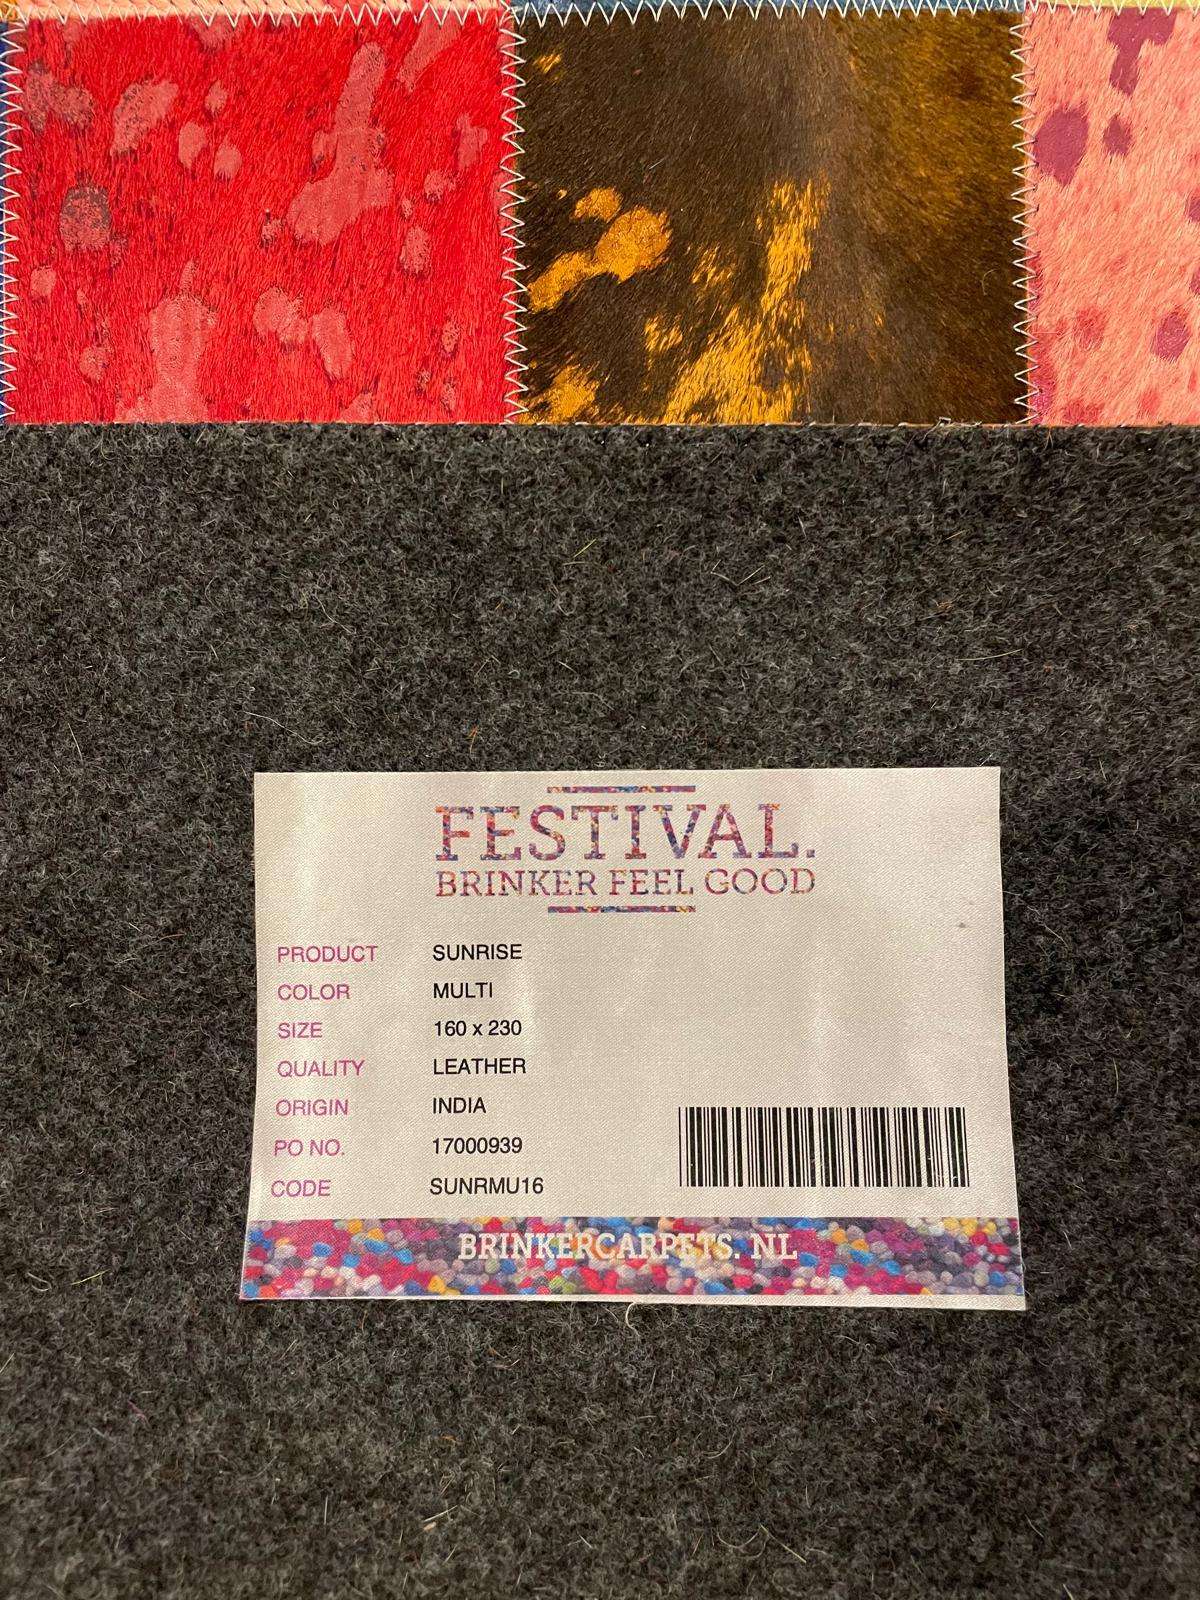 FESTIVAL.
BRINKER FEEL GOOD
PRODUCT SUNRISE
COLOR MULTI
SIZE 160 x 230
QUALITY LEATHER
ORIGIN INDIA
PO NO. 17000939
CODE SUNRMU16
BRINKERCARPETS. NL